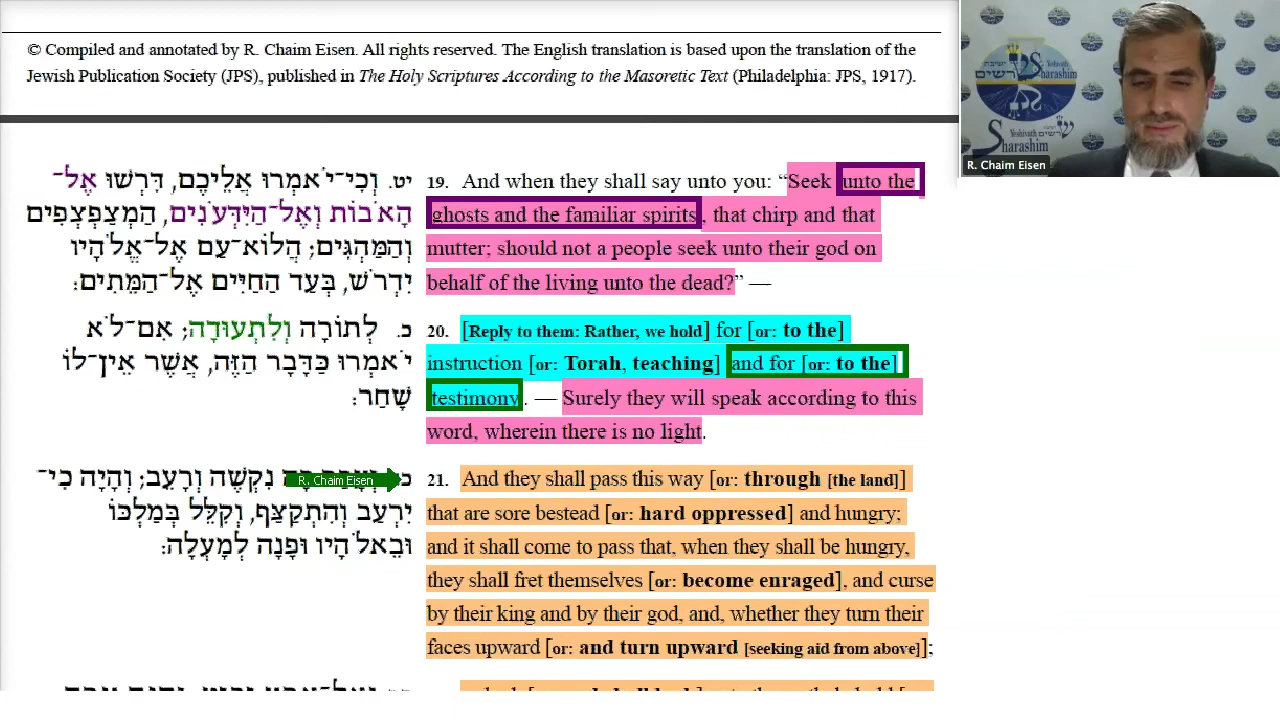 © Compiled and annotated by R. Chaim Eisen. All rights reserved. The English translation is based upon the translation of the
Jewish Publication Society (JPS), published in The Holy Scriptures According to the Masoretic Text (Philadelphia: JPS, 1917).
Sharashim
Sharashim
Yeshivath Sharashim
R. Chaim Eisen
יט. וְכִי־יֹאמְרוּ אֲלֵיכֶם, דִּרְשׁוּ אֶל־
הָאֹבוֹת וְאֶל־הַיִּדְּעֹנִים, הַמְצַפְצְפִים
וְהַמַּהְגִּים; הֲלוֹא־עַם אֶל־אֱלֹהָיו
יִדְרֹשׁ, בְּעַד הַחַיִּים אֶל־הַמֵּתִים:
19. And when they shall say unto you: “Seek unto the
ghosts and the familiar spirits, that chirp and that
mutter; should not a people seek unto their god on
behalf of the living unto the dead?” —
כ. לְתוֹרָה וְלִתְעוּדָה; אִם־לֹא
יֹאמְרוּ כַּדָּבָר הַזֶּה, אֲשֶׁר אֵין־לוֹ
שָׁחַר:
20. [Reply to them: Rather, we hold] for [or: to the]
instruction [or: Torah, teaching] and for [or: to the]
testimony. — Surely they will speak according to this
word, wherein there is no light.
נִקְשֶׁה וְרָעֵב; וְהָיָה כִי־
יִרְעַב וְהִתְקַצַּף, וְקִלֵּל בְּמַלְכּוֹ
וּבֵאלֹהָיו וּפָנָה לְמָעְלָה:
R. Chaim Eisen
21. And they shall pass this way [or: through [the land]]
that are sore bestead [or: hard oppressed] and hungry;
and it shall come to pass that, when they shall be hungry,
they shall fret themselves [or: become enraged], and curse
by their king and by their god, and, whether they turn their
faces upward [or: and turn upward [seeking aid from above]];